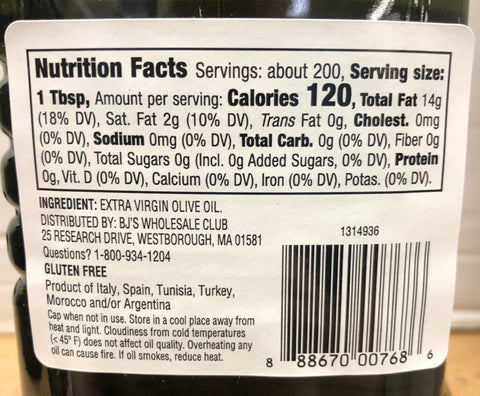 Nutrition Facts Servings: about 200, Serving size:
1 Tbsp, Amount per serving: Calories 120, Total Fat 14g
(18% DV), Sat. Fat 2g (10% DV), Trans Fat 0g, Cholest. 0mg
(0% DV), Sodium 0mg (0% DV), Total Carb. 0g (0% DV), Fiber 0g
(0% DV), Total Sugars 0g (Incl. 0g Added Sugars, 0% DV), Protein
0g, Vit. D (0% DV), Calcium (0% DV), Iron (0% DV), Potas. (0% DV).
INGREDIENT: EXTRA VIRGIN OLIVE OIL.
DISTRIBUTED BY: BJ'S WHOLESALE CLUB
25 RESEARCH DRIVE, WESTBOROUGH, MA 01581
Questions? 1-800-934-1204
GLUTEN FREE
Product of Italy, Spain, Tunisia, Turkey,
Morocco and/or Argentina
Cap when not in use. Store in a cool place away from
heat and light. Cloudiness from cold temperatures
(< 45° F) does not affect oil quality. Overheating any
oil can cause fire. If oil smokes, reduce heat.
1314936
8 88670 00768 6